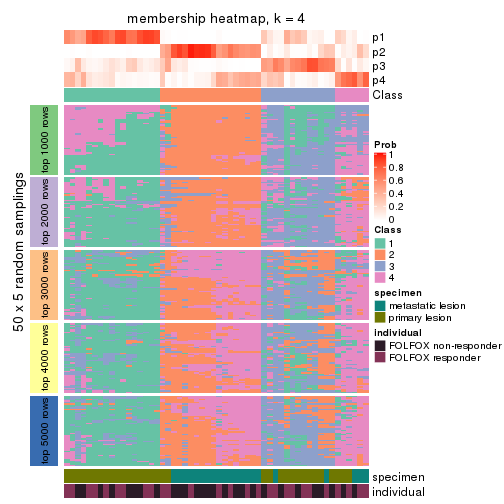 membership heatmap, k = 4
p1
p2
p3
p4
Class
50 x 5 random samplings
top 1000 rows
top 2000 rows
top 3000 rows
top 4000 rows
top 5000 rows
specimen
individual
Prob
1
0.8
0.6
0.4
0.2
0
Class
1
2
3
4
specimen
metastatic lesion
primary lesion
individual
FOLFOX non-responder
FOLFOX responder